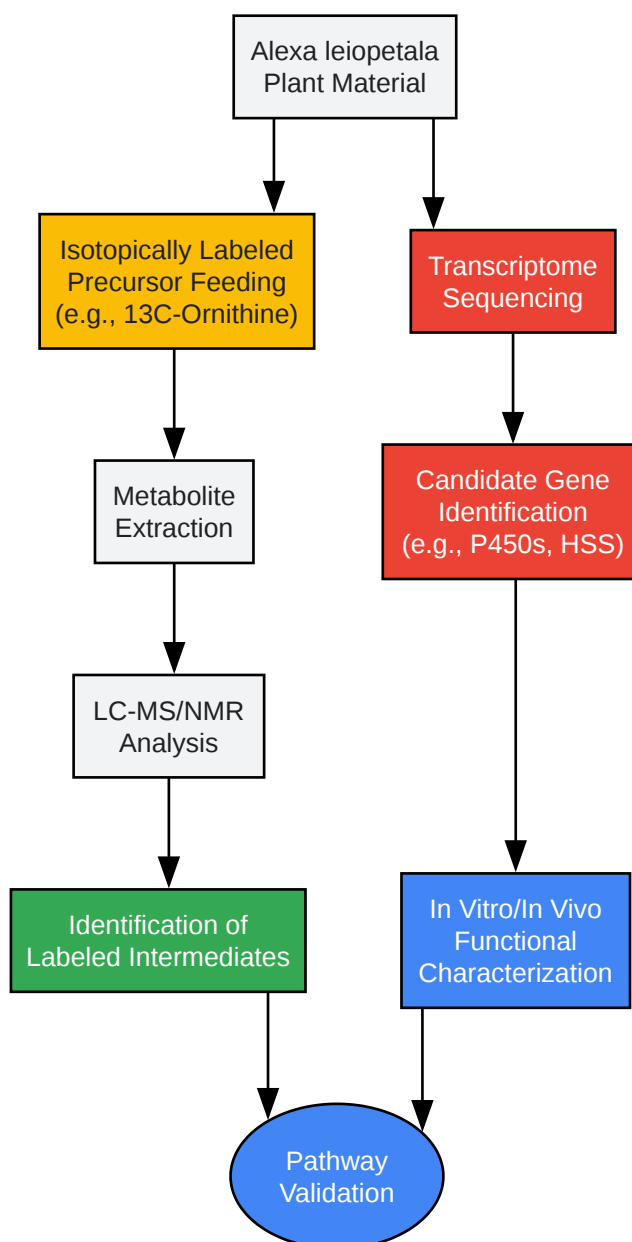 Alexa leiopetala
Plant Material
Isotopically Labeled
Precursor Feeding
(e.g., 13C-Ornithine)
Transcriptome
Sequencing
Metabolite
Extraction
Candidate Gene
Identification
(e.g., P450s, HSS)
LC-MS/NMR
Analysis
Identification of
Labeled Intermediates
In Vitro/In Vivo
Functional
Characterization
Pathway
Validation